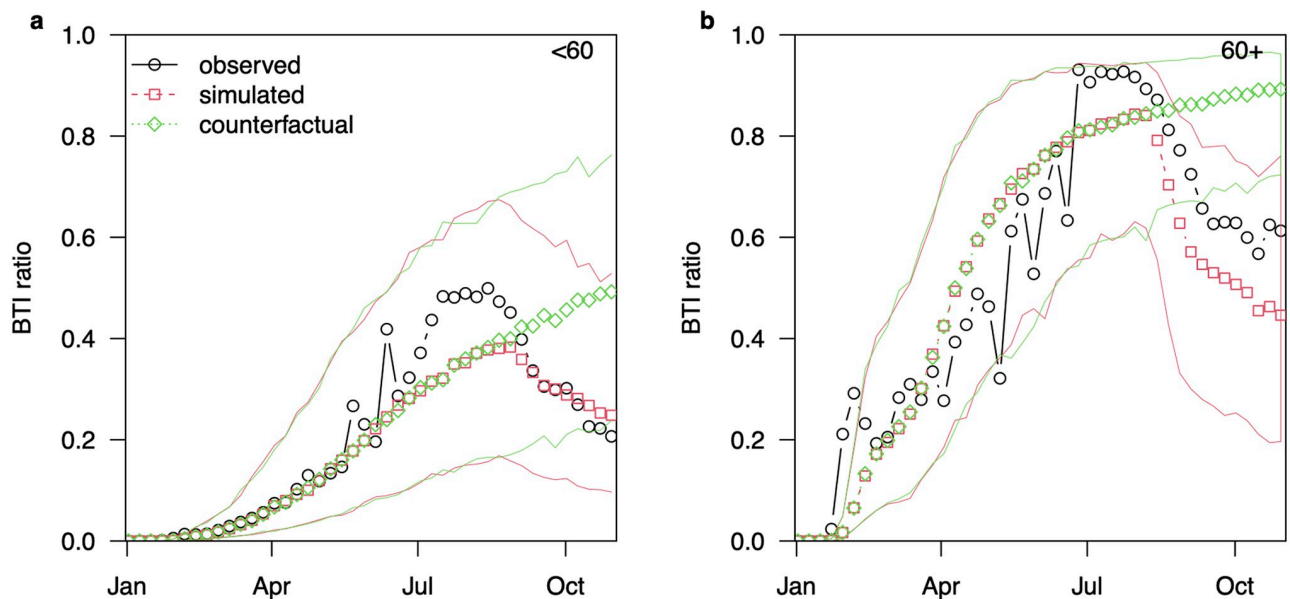 a
<60
observed
simulated
counterfactual
BTI ratio
1.0
0.8
0.6
0.4
0.2
0.0
Jan Apr Jul Oct
b
60+
BTI ratio
1.0
0.8
0.6
0.4
0.2
0.0
Jan Apr Jul Oct